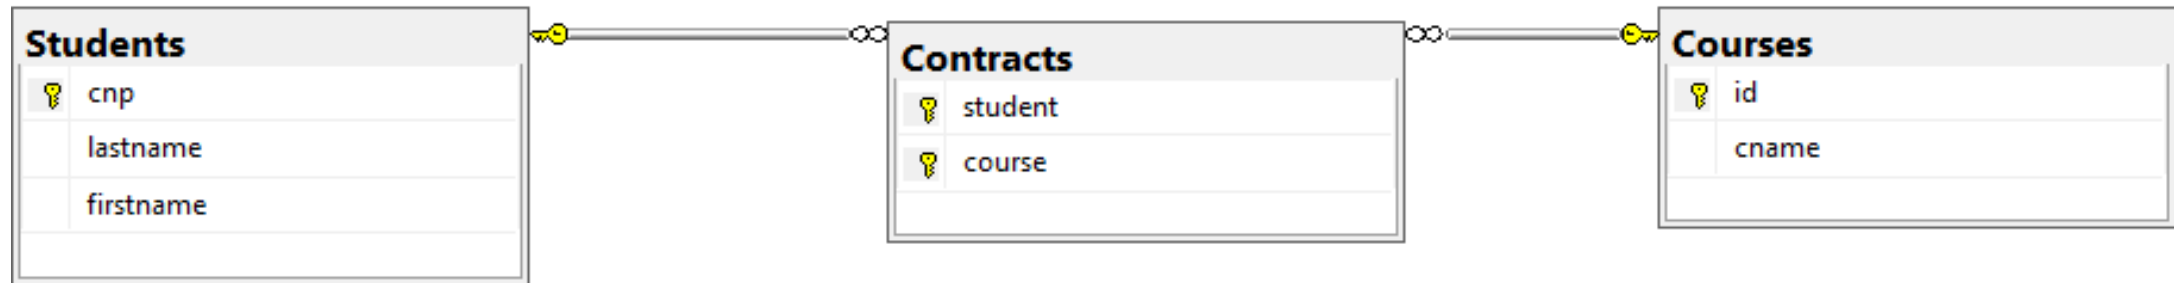 Students
cnp
lastname
firstname
Contracts
student
course
Courses
id
cname